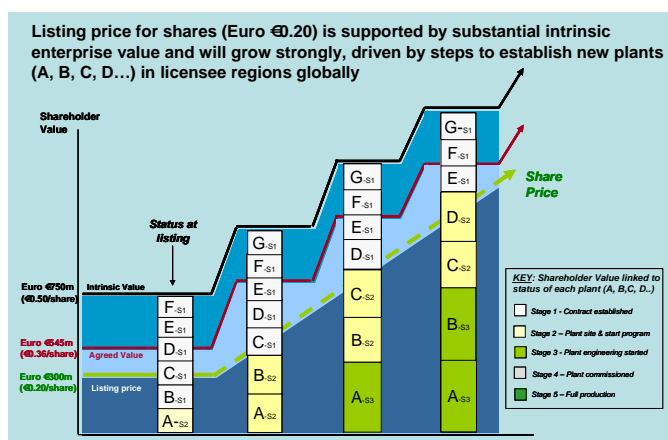 Listing price for shares (Euro €0.20) is supported by substantial intrinsic
enterprise value and will grow strongly, driven by steps to establish new plants
(A, B, C, D…) in licensee regions globally
Shareholder
Value
Status at
listing
Share
Price
Euro €750m
(€0.50/share)
Intrinsic Value
Euro €545m
(€0.36/share)
Agreed Value
Euro €300m
(€0.20/share)
Listing price
F-S1
E-S1
D-S1
C-S1
B-S1
A-S2
G-S1
F-S1
E-S1
D-S1
C-S1
B-S2
A-S2
G-S1
F-S1
E-S1
D-S1
C-S2
B-S2
A-S3
G-S1
F-S1
E-S1
D-S2
C-S2
B-S3
A-S3
KEY: Shareholder Value linked to
status of each plant (A, B,C, D..)
Stage 1 - Contract established
Stage 2 – Plant site & start program
Stage 3 - Plant engineering started
Stage 4 – Plant commissioned
Stage 5 – Full production